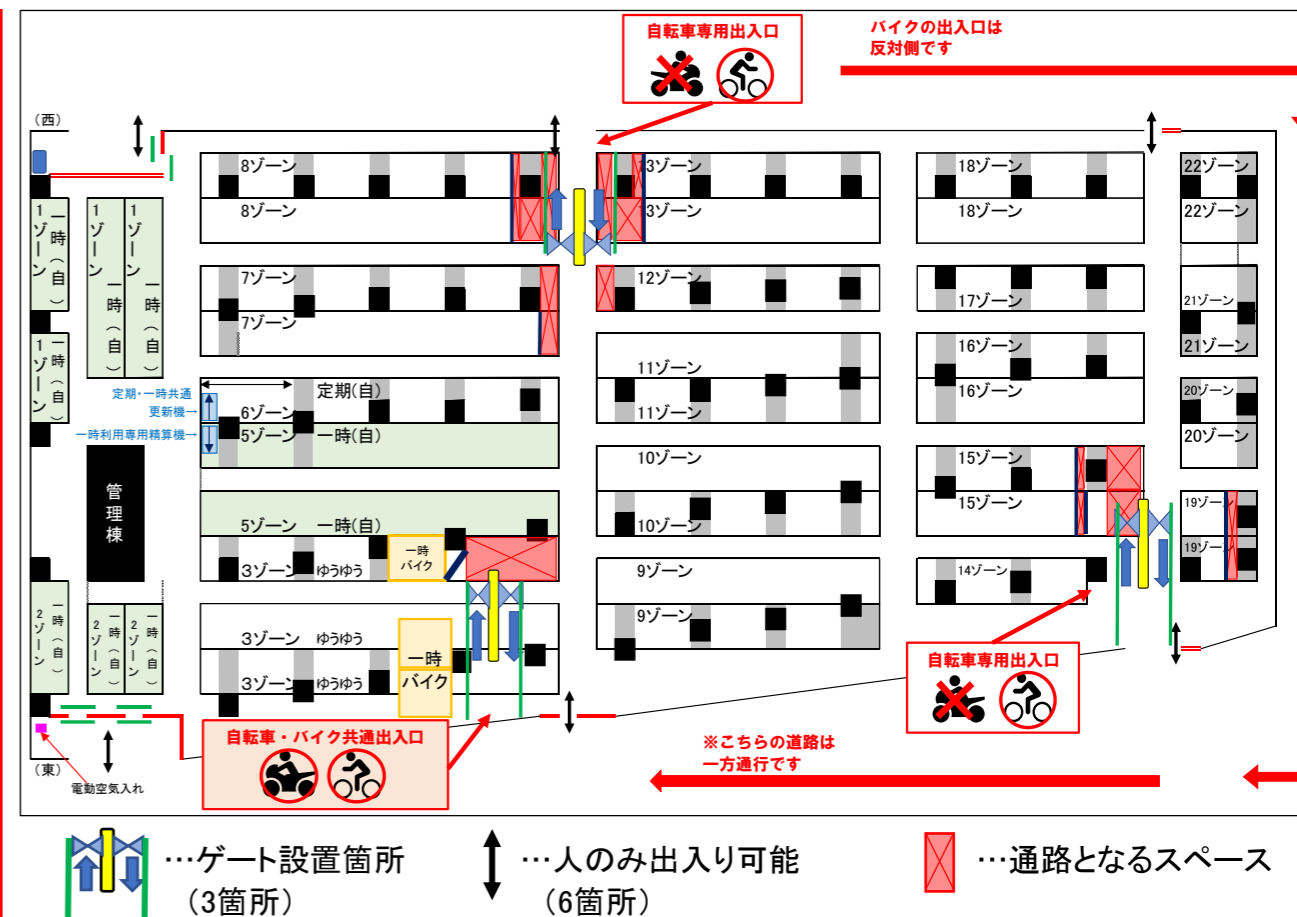 自転車専用出入口
バイクの出入口は
反対側です
(西)
8ゾーン
8ゾーン
13ゾーン
13ゾーン
18ゾーン
18ゾーン
22ゾーン
22ゾーン
1ゾーン 一時(自)
1ゾーン 一時(自)
1ゾーン 一時(自)
1ゾーン 一時(自)
7ゾーン
7ゾーン
12ゾーン
17ゾーン
21ゾーン
21ゾーン
11ゾーン
11ゾーン
16ゾーン
16ゾーン
20ゾーン
20ゾーン
定期・一時共通
更新機→
一時利用専用精算機→
定期(自)
6ゾーン
5ゾーン 一時(自)
管理棟
10ゾーン
10ゾーン
15ゾーン
15ゾーン
19ゾーン
19ゾーン
5ゾーン 一時(自)
3ゾーン ゆうゆう
一時
バイク
9ゾーン
9ゾーン
14ゾーン
2ゾーン 一時(自)
2ゾーン 一時(自)
2ゾーン 一時(自)
3ゾーン ゆうゆう
3ゾーン ゆうゆう
一時
バイク
自転車専用出入口
自転車・バイク共通出入口
※こちらの道路は
一方通行です
(東)
電動空気入れ
…ゲート設置箇所
(3箇所)
…人のみ出入り可能
(6箇所)
…通路となるスペース